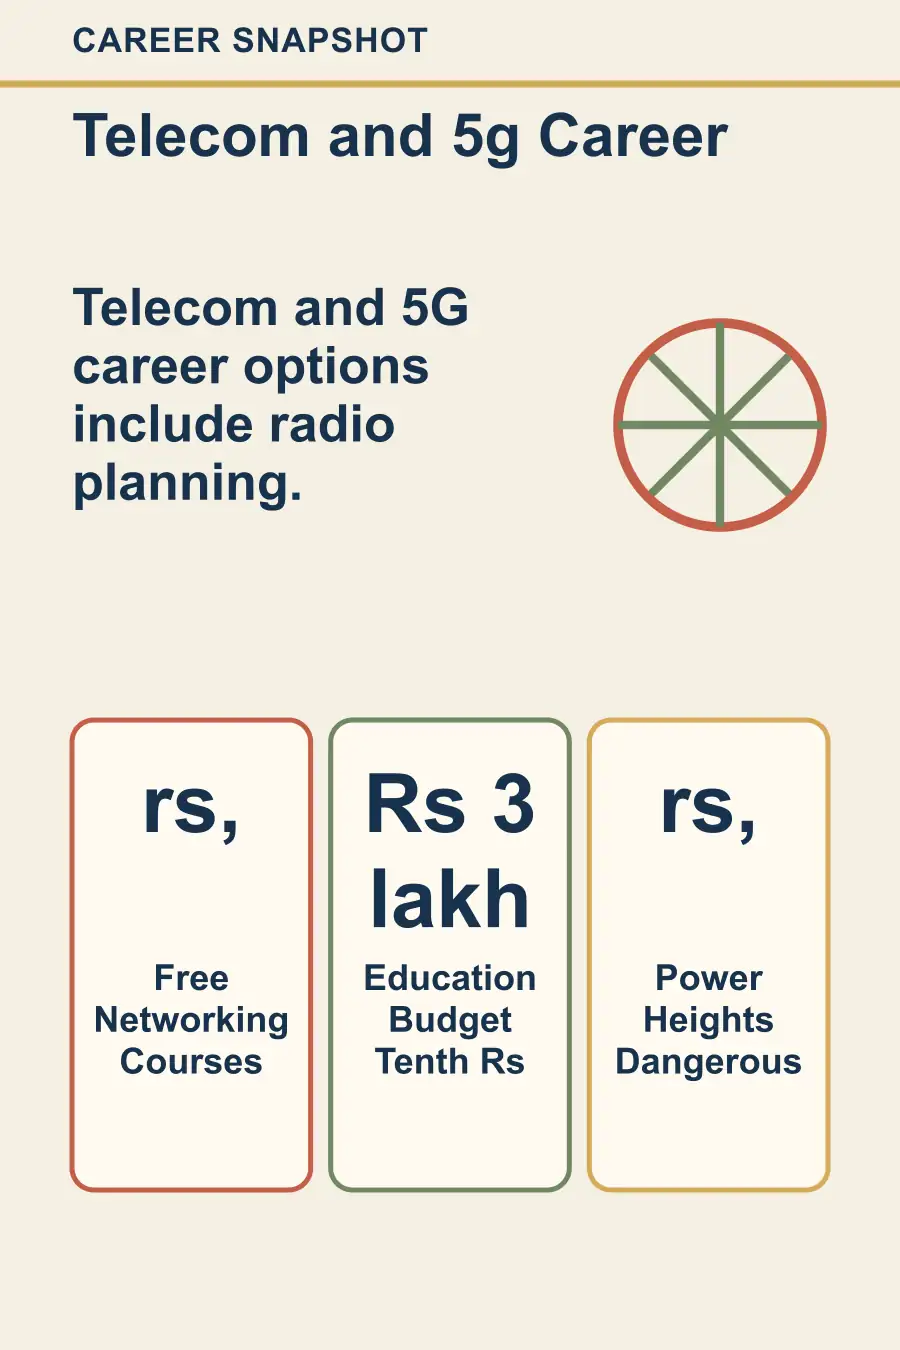 CAREER SNAPSHOT
Telecom and 5g Career
Telecom and 5G
career options
include radio
planning.
rs,
Free
Networking
Courses
Rs 3
lakh
Education
Budget
Tenth Rs
rs,
Power
Heights
Dangerous